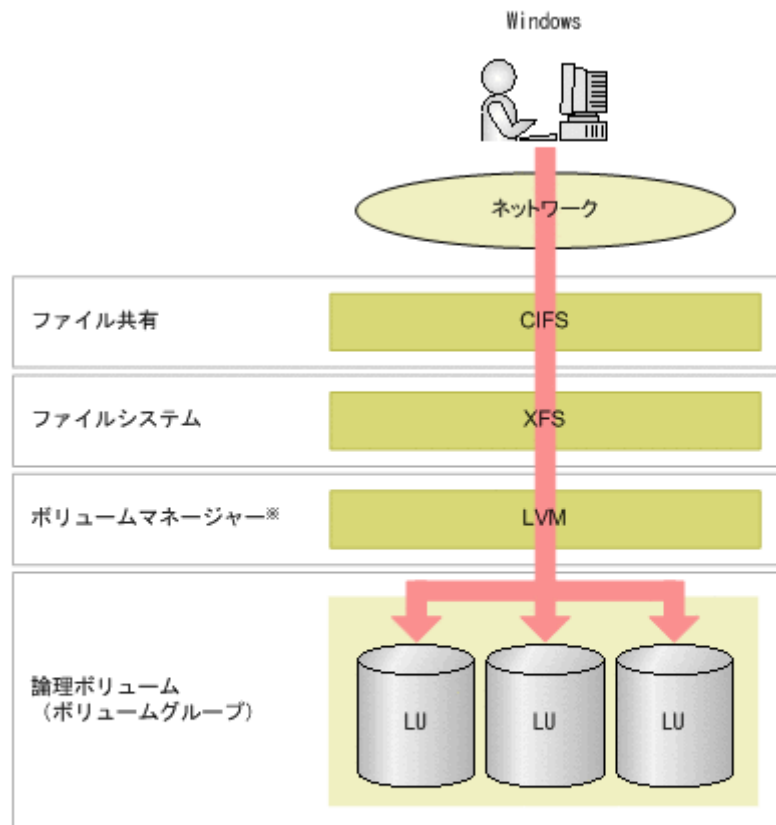 Windows
ネットワーク
ファイル共有
CIFS
ファイルシステム
XFS
ボリュームマネージャー※
LVM
論理ボリューム
（ボリュームグループ）
LU
LU
LU